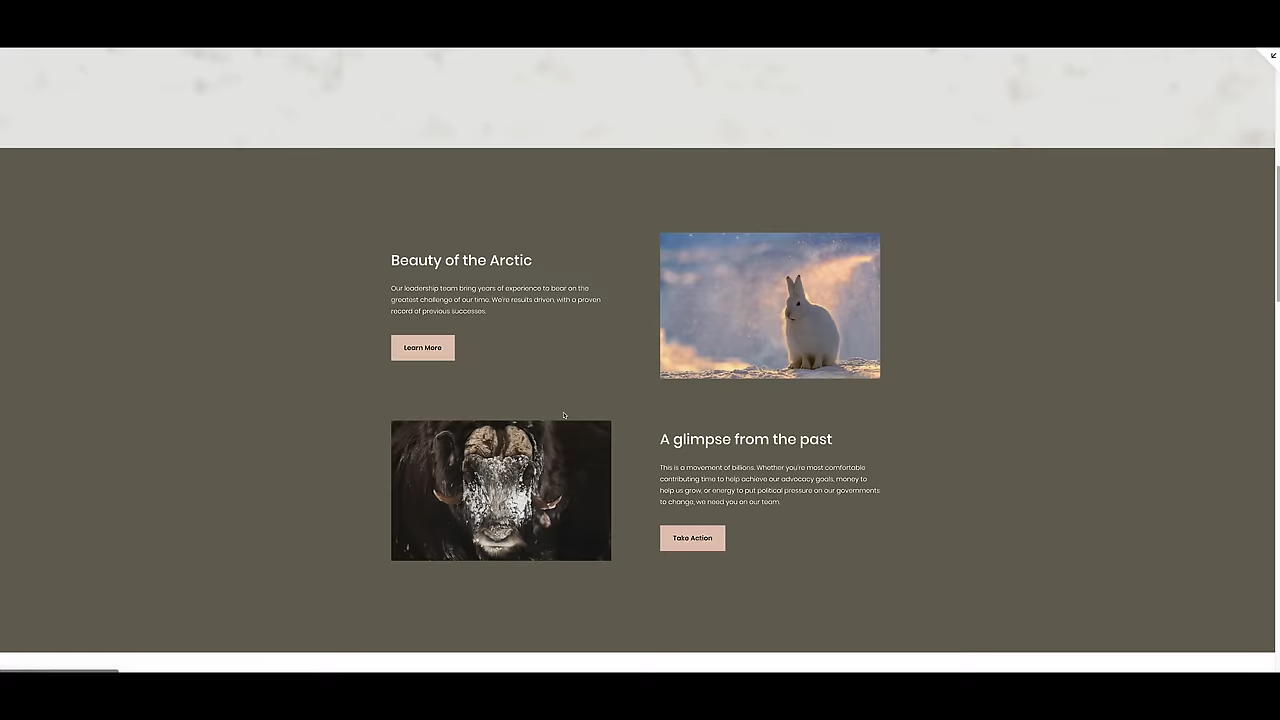 Beauty of the Arctic
Our leadership team bring years of experience to bear on the
greatest challenge of our time. We're results driven, with a proven
record of previous successes.
Learn More
A glimpse from the past
This is a movement of billions. Whether you're most comfortable
contributing time to help achieve our advocacy goals, money to
help us grow, or energy to put political pressure on our governments
to change, we need you on our team.
Take Action